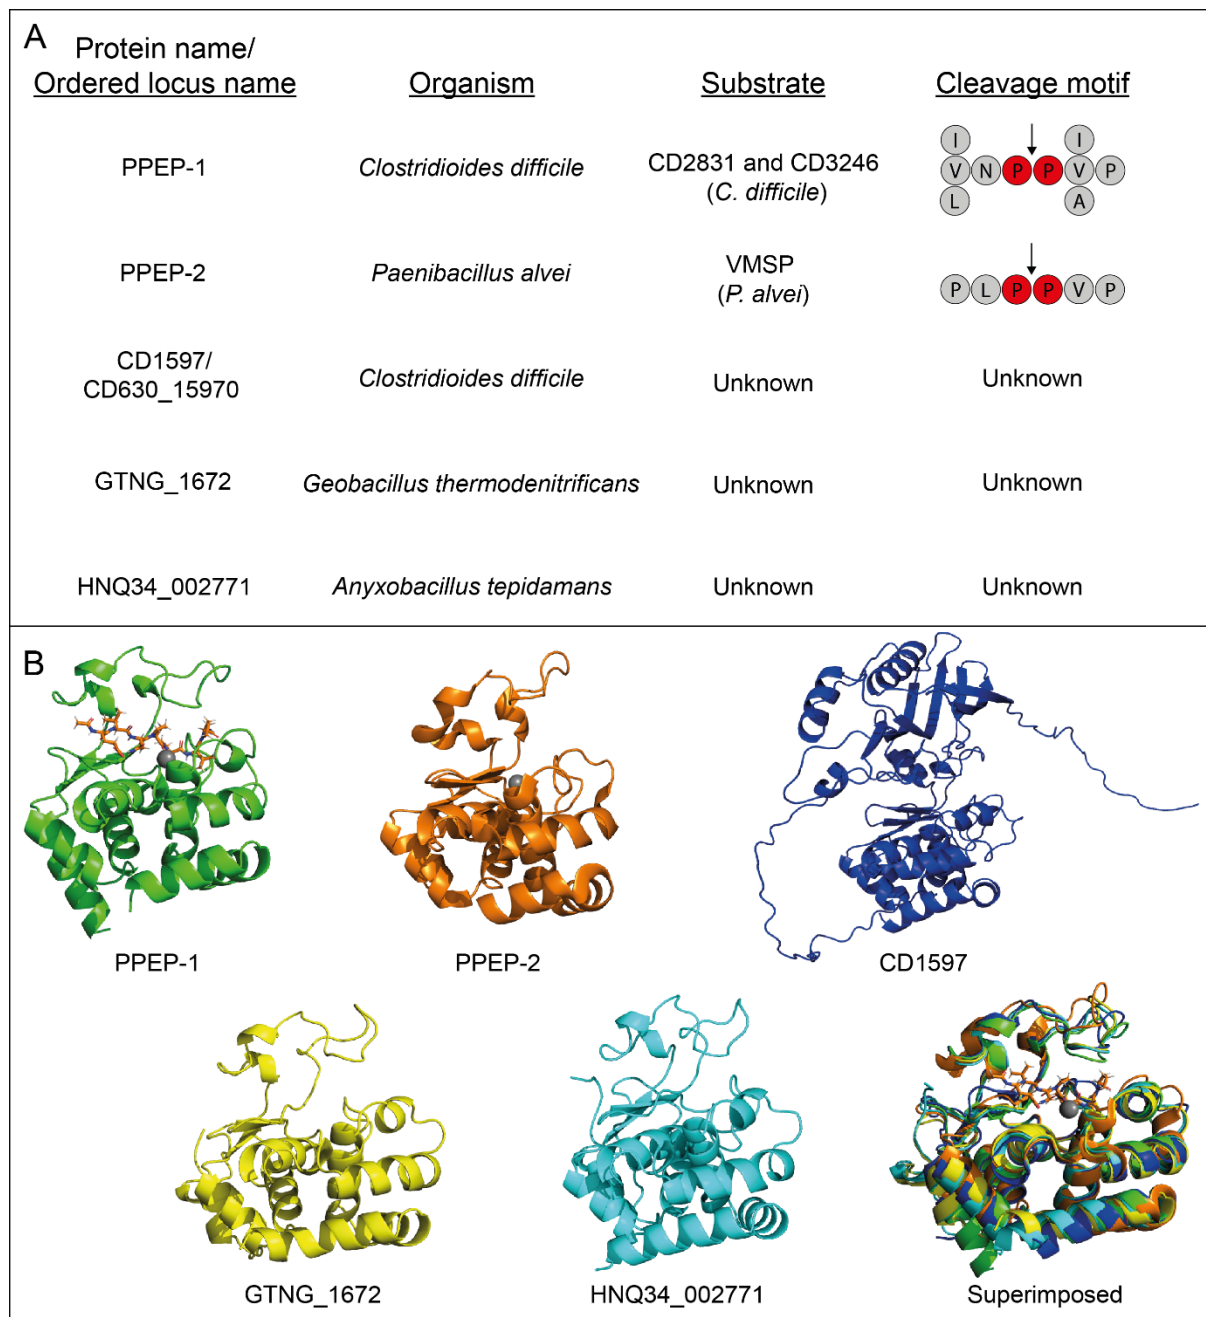 A
Protein name/
Ordered locus name
Organism
Substrate
Cleavage motif
PPEP-1
Clostridioides difficile
CD2831 and CD3246
(C. difficile)
I I
V N P P V P
L A
PPEP-2
Paenibacillus alvei
VMSP
(P. alvei)
P L P P V P
CD1597/
CD630_15970
Clostridioides difficile
Unknown
Unknown
GTNG_1672
Geobacillus thermodenitrificans
Unknown
Unknown
HNQ34_002771
Anyxobacillus tepidamans
Unknown
Unknown
B
PPEP-1
PPEP-2
CD1597
GTNG_1672
HNQ34_002771
Superimposed